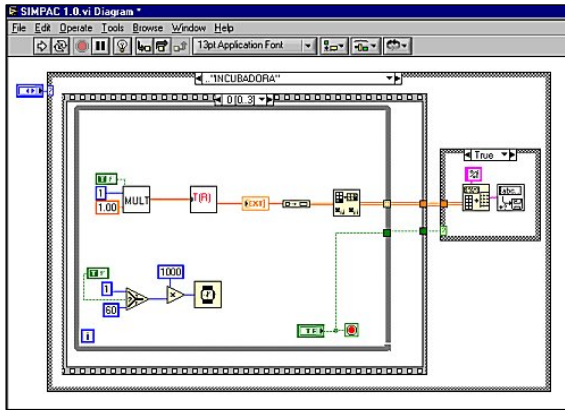 SIMPAC 1.0.vi Diagram *
File Edit Operate Tools Browse Window Help
13pt Application Font
.."INCUBADORA"
0 [0..3]
True
T F
1
1.00
MULT
T(R)
[EXT]
abc
T F
1
60
1000
i
T F